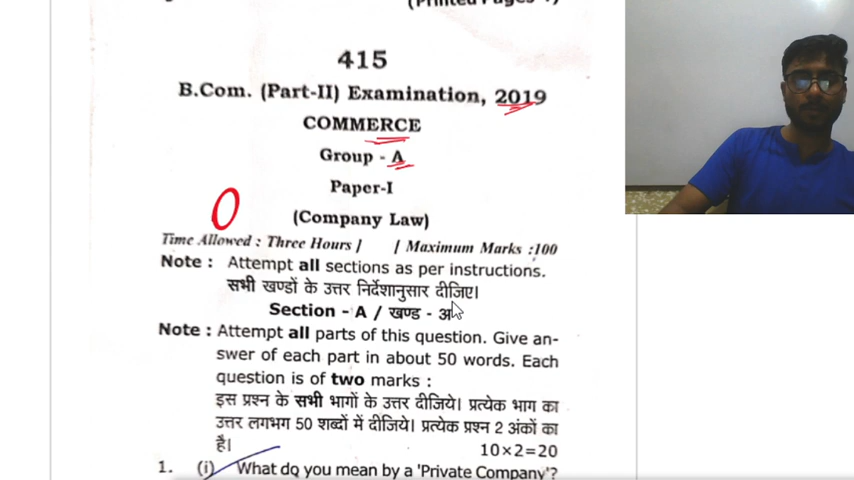 415
B.Com. (Part-II) Examination, 2019
COMMERCE
Group - A
Paper-I
(Company Law)
Time Allowed : Three Hours ] [ Maximum Marks :100
Note : Attempt all sections as per instructions.
सभी खण्डों के उत्तर निर्देशानुसार दीजिए।
Section - A / खण्ड - अ
Note : Attempt all parts of this question. Give an-
swer of each part in about 50 words. Each
question is of two marks :
इस प्रश्न के सभी भागों के उत्तर दीजिये। प्रत्येक भाग का
उत्तर लगभग 50 शब्दों में दीजिये। प्रत्येक प्रश्न 2 अंकों का
है। 10×2=20
1. (i) What do you mean by a 'Private Company'?